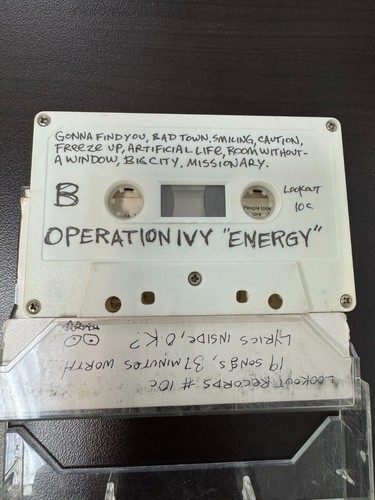 GONNA FIND YOU, BAD TOWN, SMILING, CAUTION,
FREEZE UP, ARTIFICIAL LIFE, ROOM WITHOUT-
A WINDOW, BIG CITY, MISSIONARY.
B
LOOKOUT
10C
People look
OPERATION IVY "ENERGY"
LOOKOUT RECORDS # 10C
19 SONGS, 37 MINUTOS WORTH
LYRICS INSIDE, O.K.?